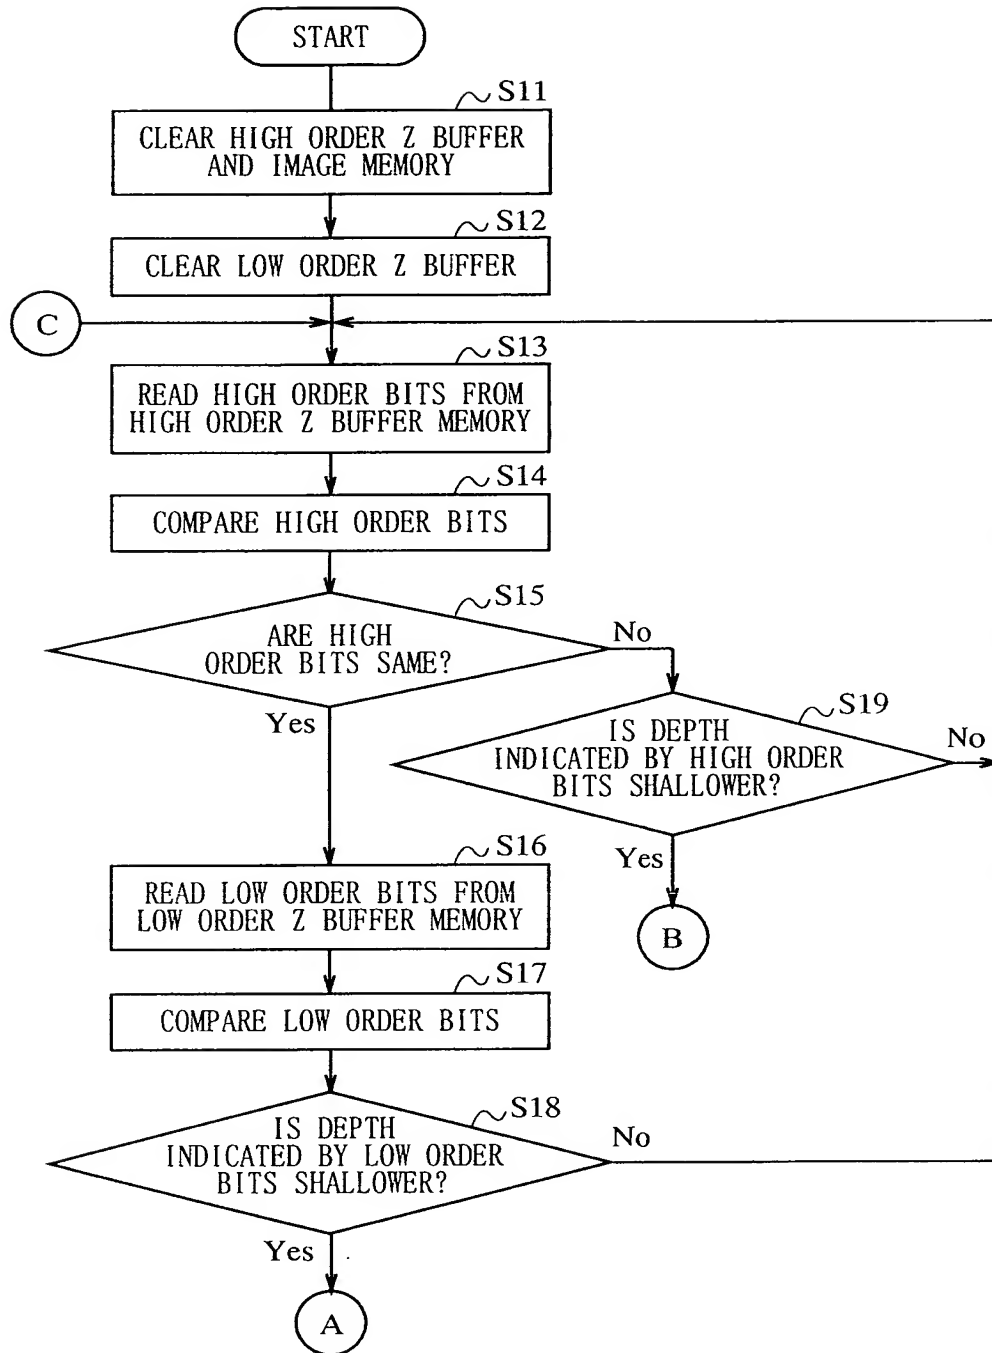 START
S11
CLEAR HIGH ORDER Z BUFFER
AND IMAGE MEMORY
S12
CLEAR LOW ORDER Z BUFFER
C
S13
READ HIGH ORDER BITS FROM
HIGH ORDER Z BUFFER MEMORY
S14
COMPARE HIGH ORDER BITS
S15
ARE HIGH
ORDER BITS SAME?
No
Yes
S19
IS DEPTH
INDICATED BY HIGH ORDER
BITS SHALLOWER?
No
Yes
B
S16
READ LOW ORDER BITS FROM
LOW ORDER Z BUFFER MEMORY
S17
COMPARE LOW ORDER BITS
S18
IS DEPTH
INDICATED BY LOW ORDER
BITS SHALLOWER?
No
Yes
A